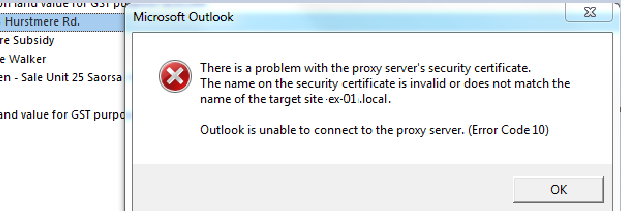 on land value for GST
Hurstmere Rd.
re Subsidy
e Walker
en - Sale Unit 25 Saorsa
and value for GST purpo
Microsoft Outlook
There is a problem with the proxy server's security certificate.
The name on the security certificate is invalid or does not match the
name of the target site ex-01.local.
Outlook is unable to connect to the proxy server. (Error Code 10)
OK